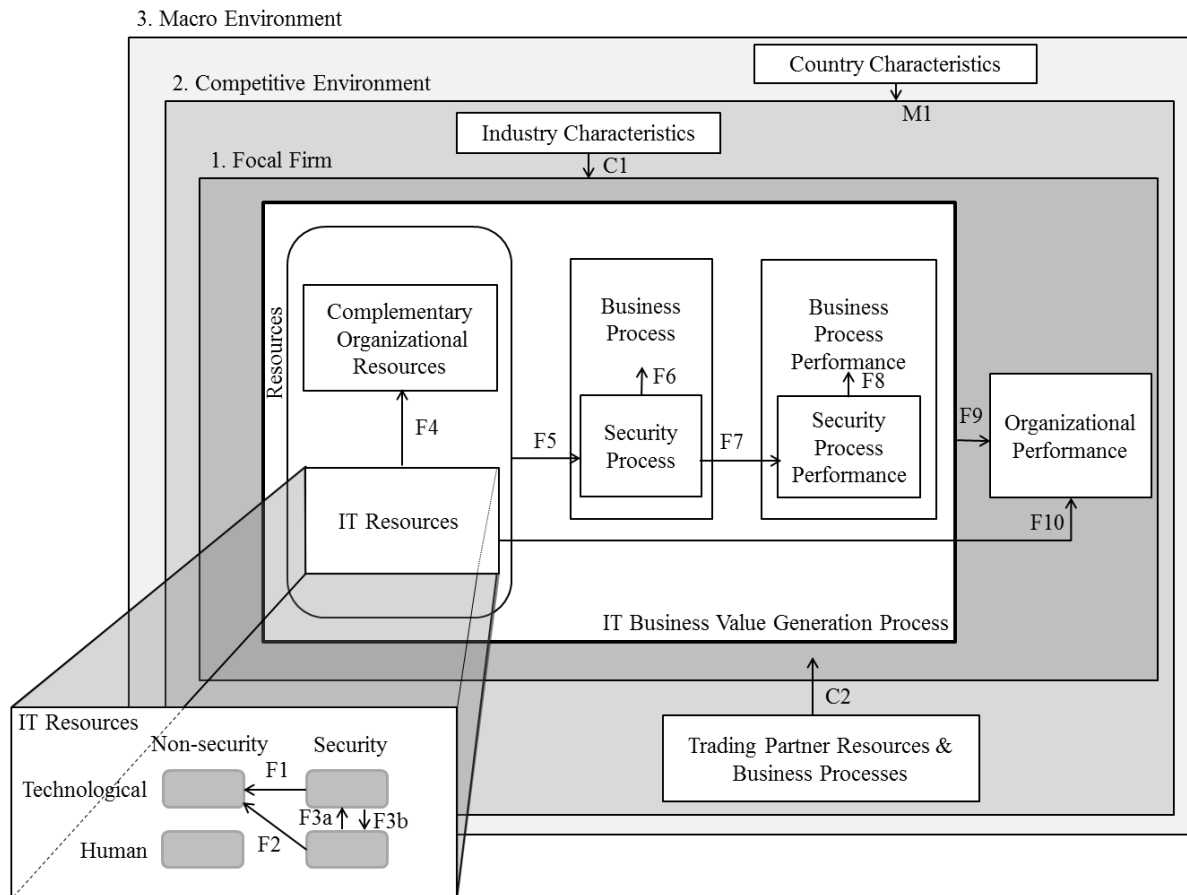 3. Macro Environment
Country Characteristics
2. Competitive Environment
M1
Industry Characteristics
1. Focal Firm
C1
Resources
Complementary
Organizational
Resources
Business
Process
Business
Process
Performance
F6
F8
F4
F5
Security
Process
F7
Security
Process
Performance
F9
Organizational
Performance
IT Resources
F10
IT Business Value Generation Process
C2
Trading Partner Resources &
Business Processes
IT Resources
Non-security
Security
Technological
F1
F3a
F3b
Human
F2